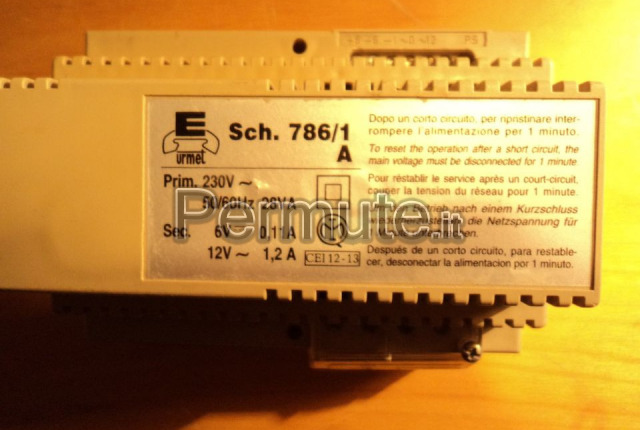 E
urmet
Sch. 786/1
A
Prim. 230V ~
50/60Hz 28VA
Sec. 6V 0,11A
12V ~ 1,2 A
CEI 12-13
Dopo un corto circuito, per ripristinare inter-
rompere l'alimentazione per 1 minuto.
To reset the operation after a short circuit, the
main voltage must be disconnected for 1 minute
Pour réstablir le service après un court-circuit,
couper la tension du réseau pour 1 minute.
Betrieb nach einem Kurzschluss
die Netzspannung für
1
Después de un corto circuito, para restable-
cer, desconectar la alimentacion por 1 minuto.
Permute.it